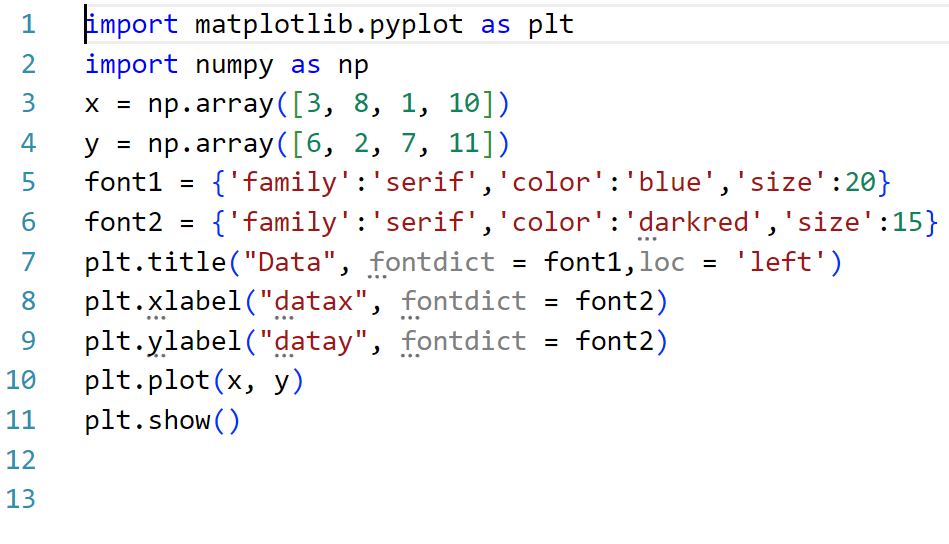 1 import matplotlib.pyplot as plt
2 import numpy as np
3 x = np.array([3, 8, 1, 10])
4 y = np.array([6, 2, 7, 11])
5 font1 = {'family':'serif','color':'blue','size':20}
6 font2 = {'family':'serif','color':'darkred','size':15}
7 plt.title("Data", fontdict = font1,loc = 'left')
8 plt.xlabel("datax", fontdict = font2)
9 plt.ylabel("datay", fontdict = font2)
10 plt.plot(x, y)
11 plt.show()
12
13